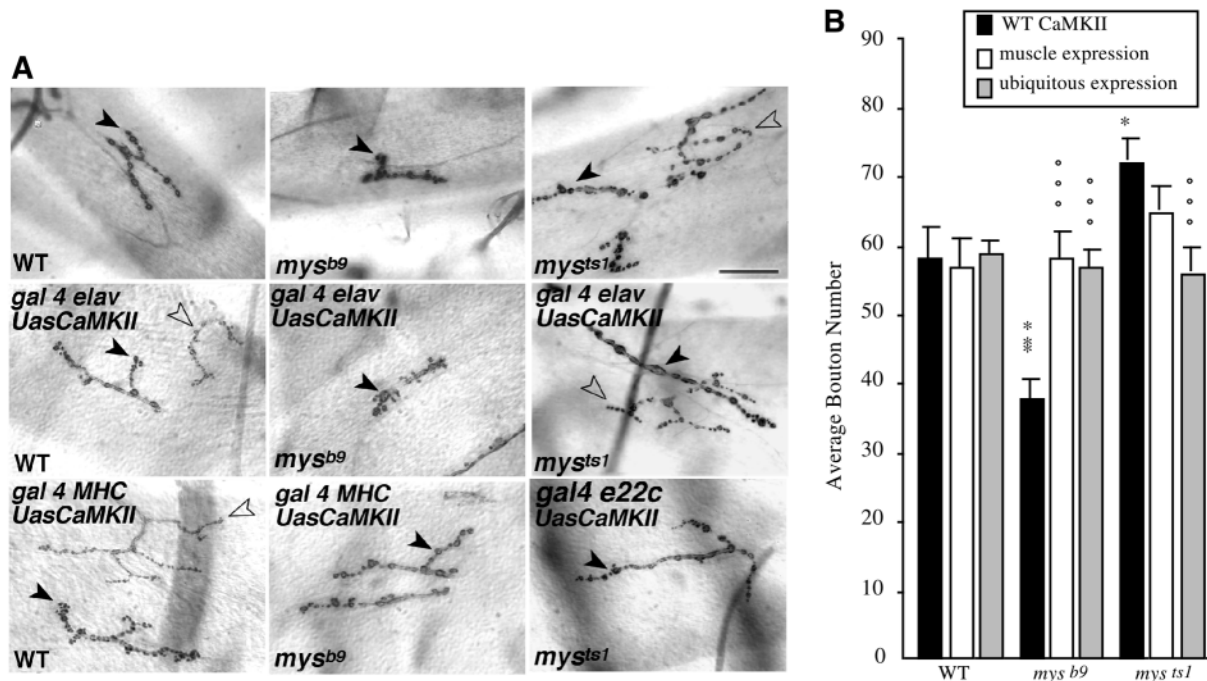 A
WT
mys b9
mys ts1
gal 4 elav
UasCaMKII
WT
gal 4 elav
UasCaMKII
mys b9
gal 4 elav
UasCaMKII
mys ts1
gal 4 MHC
UasCaMKII
WT
gal 4 MHC
UasCaMKII
mys b9
gal4 e22c
UasCaMKII
mys ts1
B
WT CaMKII
muscle expression
ubiquitous expression
Average Bouton Number
90
80
70
60
50
40
30
20
10
0
*
***
WT
mys b9
mys ts1